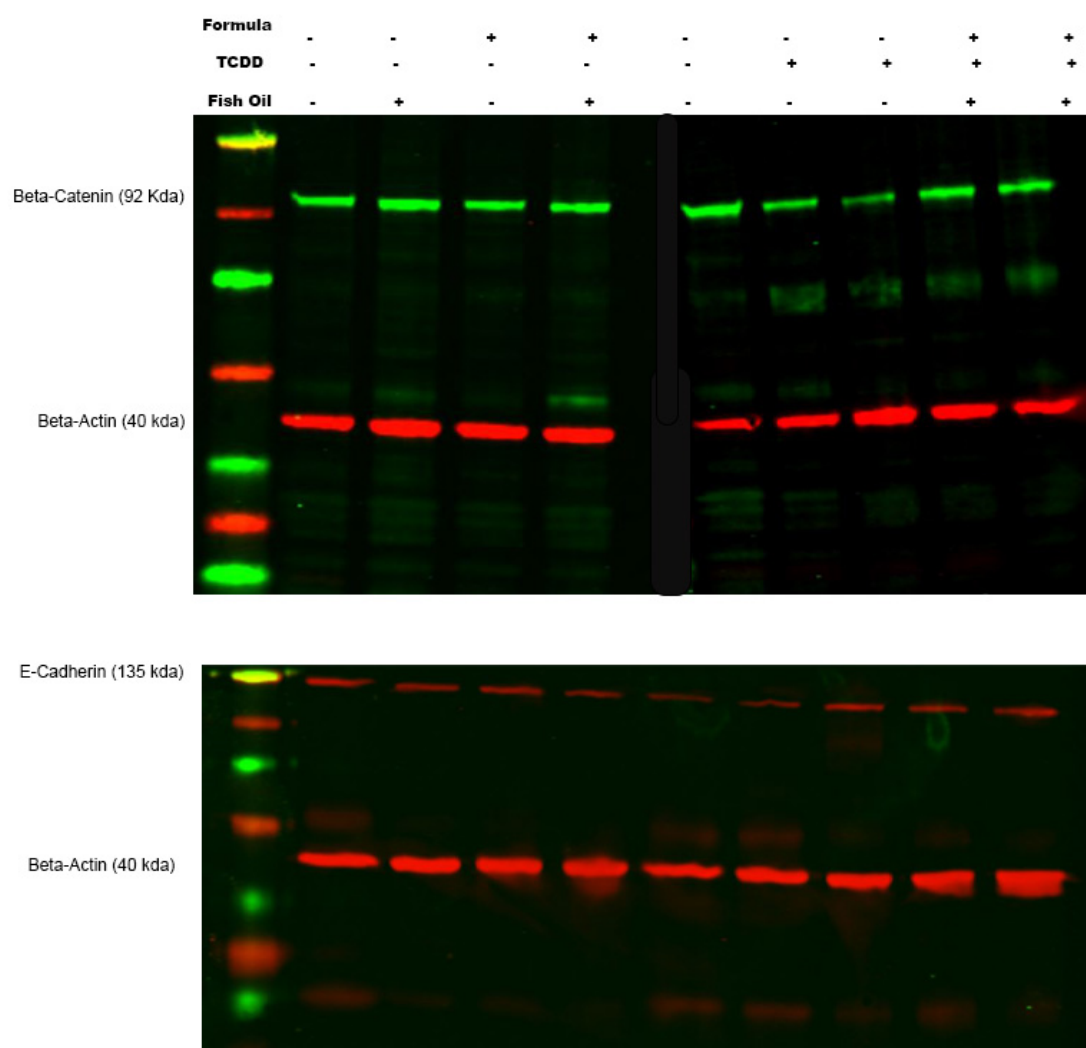 Formula - - + + - - - + +
TCDD - - - - - + + + +
Fish Oil - + - + - - - + +
Beta-Catenin (92 Kda)
Beta-Actin (40 kda)
E-Cadherin (135 kda)
Beta-Actin (40 kda)